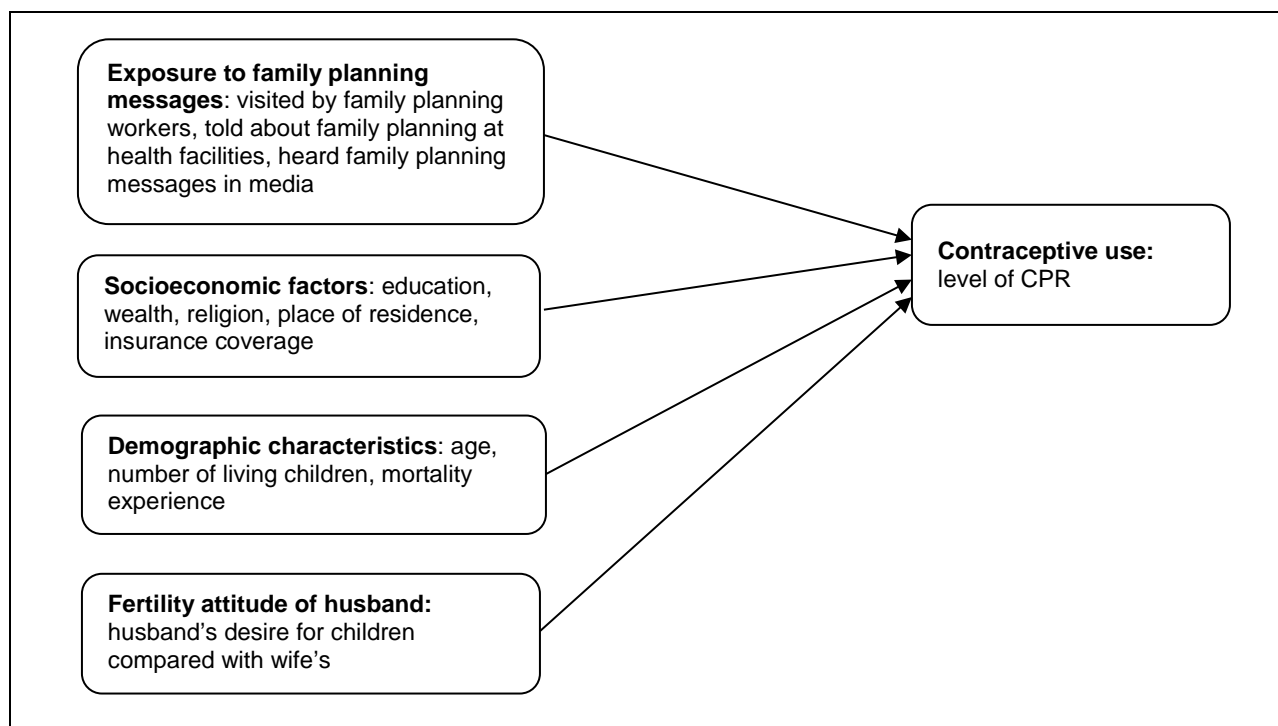 Exposure to family planning
messages: visited by family planning
workers, told about family planning at
health facilities, heard family planning
messages in media
Socioeconomic factors: education,
wealth, religion, place of residence,
insurance coverage
Demographic characteristics: age,
number of living children, mortality
experience
Fertility attitude of husband:
husband’s desire for children
compared with wife’s
Contraceptive use:
level of CPR